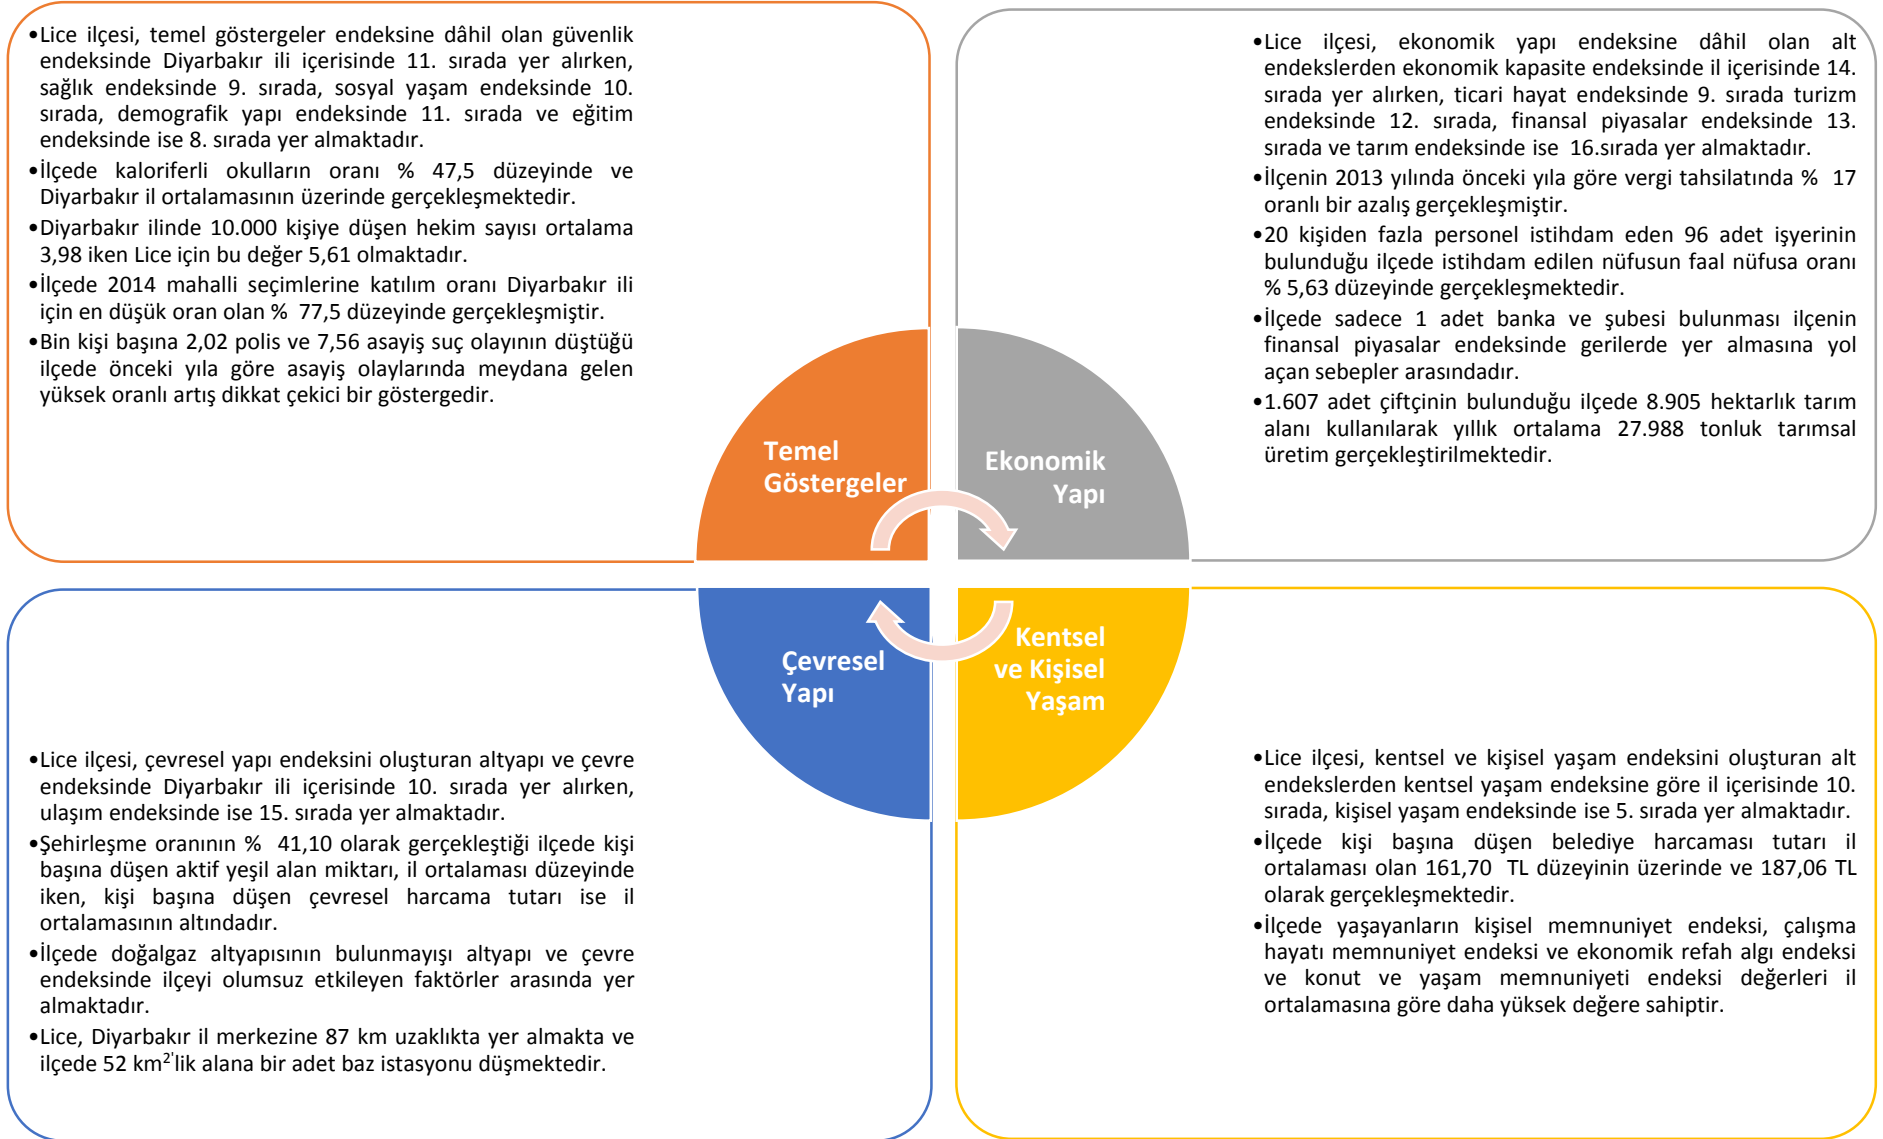 •Lice ilçesi, temel göstergeler endeksine dâhil olan güvenlik
endeksinde Diyarbakır ili içerisinde 11. sırada yer alırken,
sağlık endeksinde 9. sırada, sosyal yaşam endeksinde 10.
sırada, demografik yapı endeksinde 11. sırada ve eğitim
endeksinde ise 8. sırada yer almaktadır.
•İlçede kaloriferli okulların oranı % 47,5 düzeyinde ve
Diyarbakır il ortalamasının üzerinde gerçekleşmektedir.
•Diyarbakır ilinde 10.000 kişiye düşen hekim sayısı ortalama
3,98 iken Lice için bu değer 5,61 olmaktadır.
•İlçede 2014 mahalli seçimlerine katılım oranı Diyarbakır ili
için en düşük oran olan % 77,5 düzeyinde gerçekleşmiştir.
•Bin kişi başına 2,02 polis ve 7,56 asayiş suç olayının düştüğü
ilçede önceki yıla göre asayiş olaylarında meydana gelen
yüksek oranlı artış dikkat çekici bir göstergedir.
Temel
Göstergeler
•Lice ilçesi, ekonomik yapı endeksine dâhil olan alt
endekslerden ekonomik kapasite endeksinde il içerisinde 14.
sırada yer alırken, ticari hayat endeksinde 9. sırada turizm
endeksinde 12. sırada, finansal piyasalar endeksinde 13.
sırada ve tarım endeksinde ise 16.sırada yer almaktadır.
•İlçenin 2013 yılında önceki yıla göre vergi tahsilatında % 17
oranlı bir azalış gerçekleşmiştir.
•20 kişiden fazla personel istihdam eden 96 adet işyerinin
bulunduğu ilçede istihdam edilen nüfusun faal nüfusa oranı
% 5,63 düzeyinde gerçekleşmektedir.
•İlçede sadece 1 adet banka ve şubesi bulunması ilçenin
finansal piyasalar endeksinde gerilerde yer almasına yol
açan sebepler arasındadır.
•1.607 adet çiftçinin bulunduğu ilçede 8.905 hektarlık tarım
alanı kullanılarak yıllık ortalama 27.988 tonluk tarımsal
üretim gerçekleştirilmektedir.
Ekonomik
Yapı
Çevresel
Yapı
•Lice ilçesi, çevresel yapı endeksini oluşturan altyapı ve çevre
endeksinde Diyarbakır ili içerisinde 10. sırada yer alırken,
ulaşım endeksinde ise 15. sırada yer almaktadır.
•Şehirleşme oranının % 41,10 olarak gerçekleştiği ilçede kişi
başına düşen aktif yeşil alan miktarı, il ortalaması düzeyinde
iken, kişi başına düşen çevresel harcama tutarı ise il
ortalamasının altındadır.
•İlçede doğalgaz altyapısının bulunmayışı altyapı ve çevre
endeksinde ilçeyi olumsuz etkileyen faktörler arasında yer
almaktadır.
•Lice, Diyarbakır il merkezine 87 km uzaklıkta yer almakta ve
ilçede 52 km²'lik alana bir adet baz istasyonu düşmektedir.
Kentsel
ve Kişisel
Yaşam
•Lice ilçesi, kentsel ve kişisel yaşam endeksini oluşturan alt
endekslerden kentsel yaşam endeksine göre il içerisinde 10.
sırada, kişisel yaşam endeksinde ise 5. sırada yer almaktadır.
•İlçede kişi başına düşen belediye harcaması tutarı il
ortalaması olan 161,70 TL düzeyinin üzerinde ve 187,06 TL
olarak gerçekleşmektedir.
•İlçede yaşayanların kişisel memnuniyet endeksi, çalışma
hayatı memnuniyet endeksi ve ekonomik refah algı endeksi
ve konut ve yaşam memnuniyeti endeksi değerleri il
ortalamasına göre daha yüksek değere sahiptir.